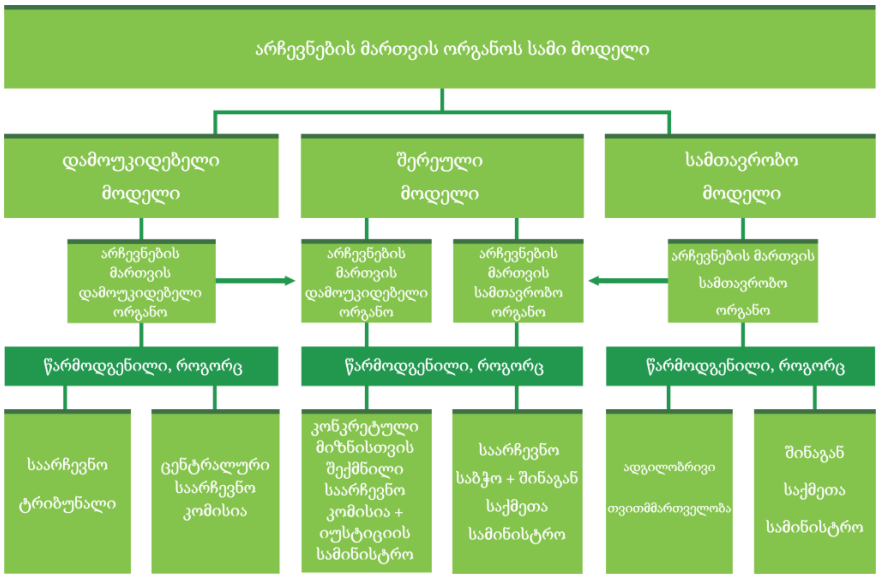 არჩევნების მართვის ორგანოს სამი მოდელი
დამოუკიდებელი
მოდელი
შერეული
მოდელი
სამთავრობო
მოდელი
არჩევნების
მართვის
დამოუკიდებელი
ორგანო
არჩევნების
მართვის
დამოუკიდებელი
ორგანო
არჩევნების
მართვის
სამთავრობო
ორგანო
არჩევნების მართვის
სამთავრობო
ორგანო
წარმოდგენილი, როგორც
წარმოდგენილი, როგორც
წარმოდგენილი, როგორც
საარჩევნო
ტრიბუნალი
ცენტრალური
საარჩევნო
კომისია
კონკრეტული
მიზნისთვის
შექმნილი
საარჩევნო
კომისია +
იუსტიციის
სამინისტრო
საარჩევნო
საბჭო + შინაგან
საქმეთა
სამინისტრო
ადგილობრივი
თვითმმართველობა
შინაგან
საქმეთა
სამინისტრო